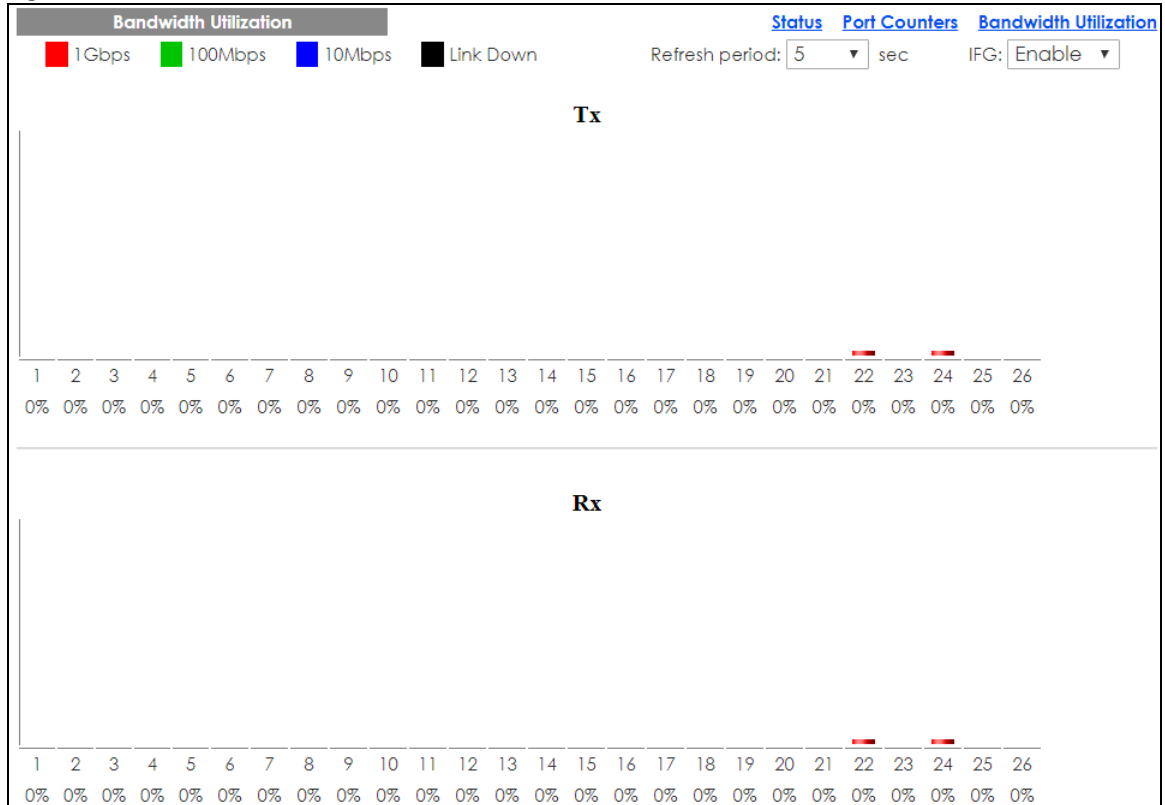 Bandwidth Utilization Status Port Counters Bandwidth Utilization
1Gbps 100Mbps 10Mbps Link Down Refresh period: 5 sec IFG: Enable
Tx
1 2 3 4 5 6 7 8 9 10 11 12 13 14 15 16 17 18 19 20 21 22 23 24 25 26
0% 0% 0% 0% 0% 0% 0% 0% 0% 0% 0% 0% 0% 0% 0% 0% 0% 0% 0% 0% 0% 0% 0% 0% 0% 0%
Rx
1 2 3 4 5 6 7 8 9 10 11 12 13 14 15 16 17 18 19 20 21 22 23 24 25 26
0% 0% 0% 0% 0% 0% 0% 0% 0% 0% 0% 0% 0% 0% 0% 0% 0% 0% 0% 0% 0% 0% 0% 0% 0% 0%